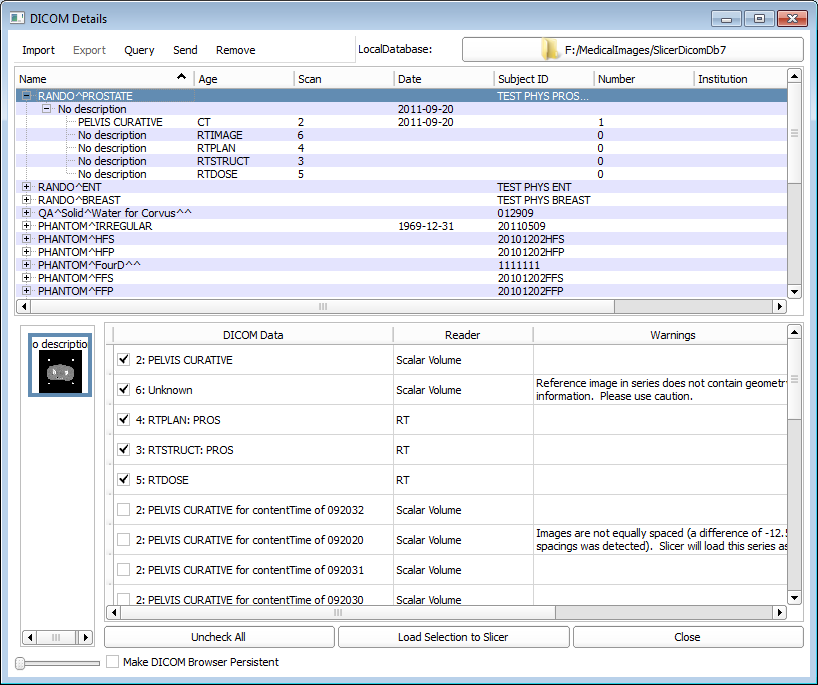 DICOM Details
Import Export Query Send Remove LocalDatabase: F:/MedicalImages/SlicerDicomDb7
Name Age Scan Date Subject ID Number Institution
RANDO^PROSTATE TEST PHYS PROS...
No description 2011-09-20
PELVIS CURATIVE CT 2 2011-09-20 1
No description RTIMAGE 6 0
No description RTPLAN 4 0
No description RTSTRUCT 3 0
No description RTDOSE 5 0
RANDO^ENT TEST PHYS ENT
RANDO^BREAST TEST PHYS BREAST
QA^Solid^Water for Corvus^^ 012909
PHANTOM^IRREGULAR 1969-12-31 20110509
PHANTOM^HFS 20101202HFS
PHANTOM^HFP 20101202HFP
PHANTOM^FourD^^ 1111111
PHANTOM^FFS 20101202FFS
PHANTOM^FFP 20101202FFP
o descriptio
DICOM Data Reader Warnings
2: PELVIS CURATIVE Scalar Volume
6: Unknown Scalar Volume Reference image in series does not contain geometry
information. Please use caution.
4: RTPLAN: PROS RT
3: RTSTRUCT: PROS RT
5: RTDOSE RT
2: PELVIS CURATIVE for contentTime of 092032 Scalar Volume
2: PELVIS CURATIVE for contentTime of 092020 Scalar Volume Images are not equally spaced (a difference of -12.5
spacings was detected). Slicer will load this series as
2: PELVIS CURATIVE for contentTime of 092031 Scalar Volume
2: PELVIS CURATIVE for contentTime of 092030 Scalar Volume
Uncheck All Load Selection to Slicer Close
Make DICOM Browser Persistent